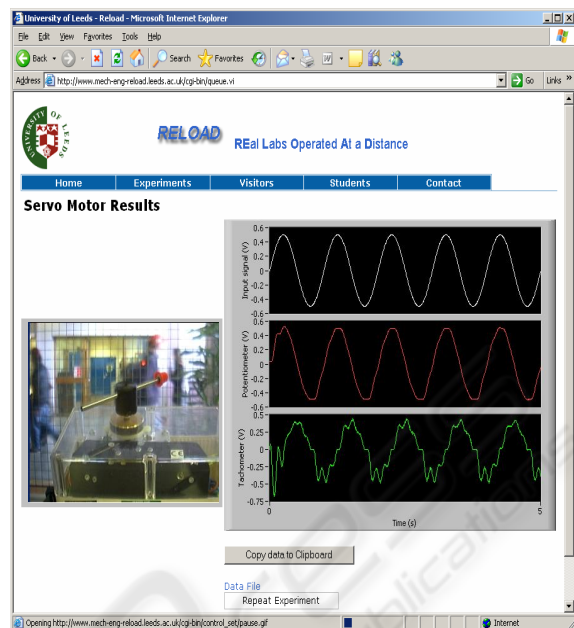 University of Leeds - Reload - Microsoft Internet Explorer
File Edit View Favorites Tools Help
Back Search Favorites
Address http://www.mech-eng-reload.leeds.ac.uk/cgi-bin/queue.vi Go Links »
UNIVERSITY OF LEEDS
RELOAD REal Labs Operated At a Distance
Home Experiments Visitors Students Contact
Servo Motor Results
Input signal (V)
0.6
0.4
0.2
0
-0.2
-0.4
-0.6
Potentiometer (V)
0.6
0.4
0.2
0
-0.2
-0.4
-0.6
Tachometer (V)
0.5
0.25
0
-0.25
-0.5
-0.75
0 5
Time (s)
Copy data to Clipboard
Data File
Repeat Experiment
Opening http://www.mech-eng-reload.leeds.ac.uk/cgi-bin/control_set/pause.gif Internet